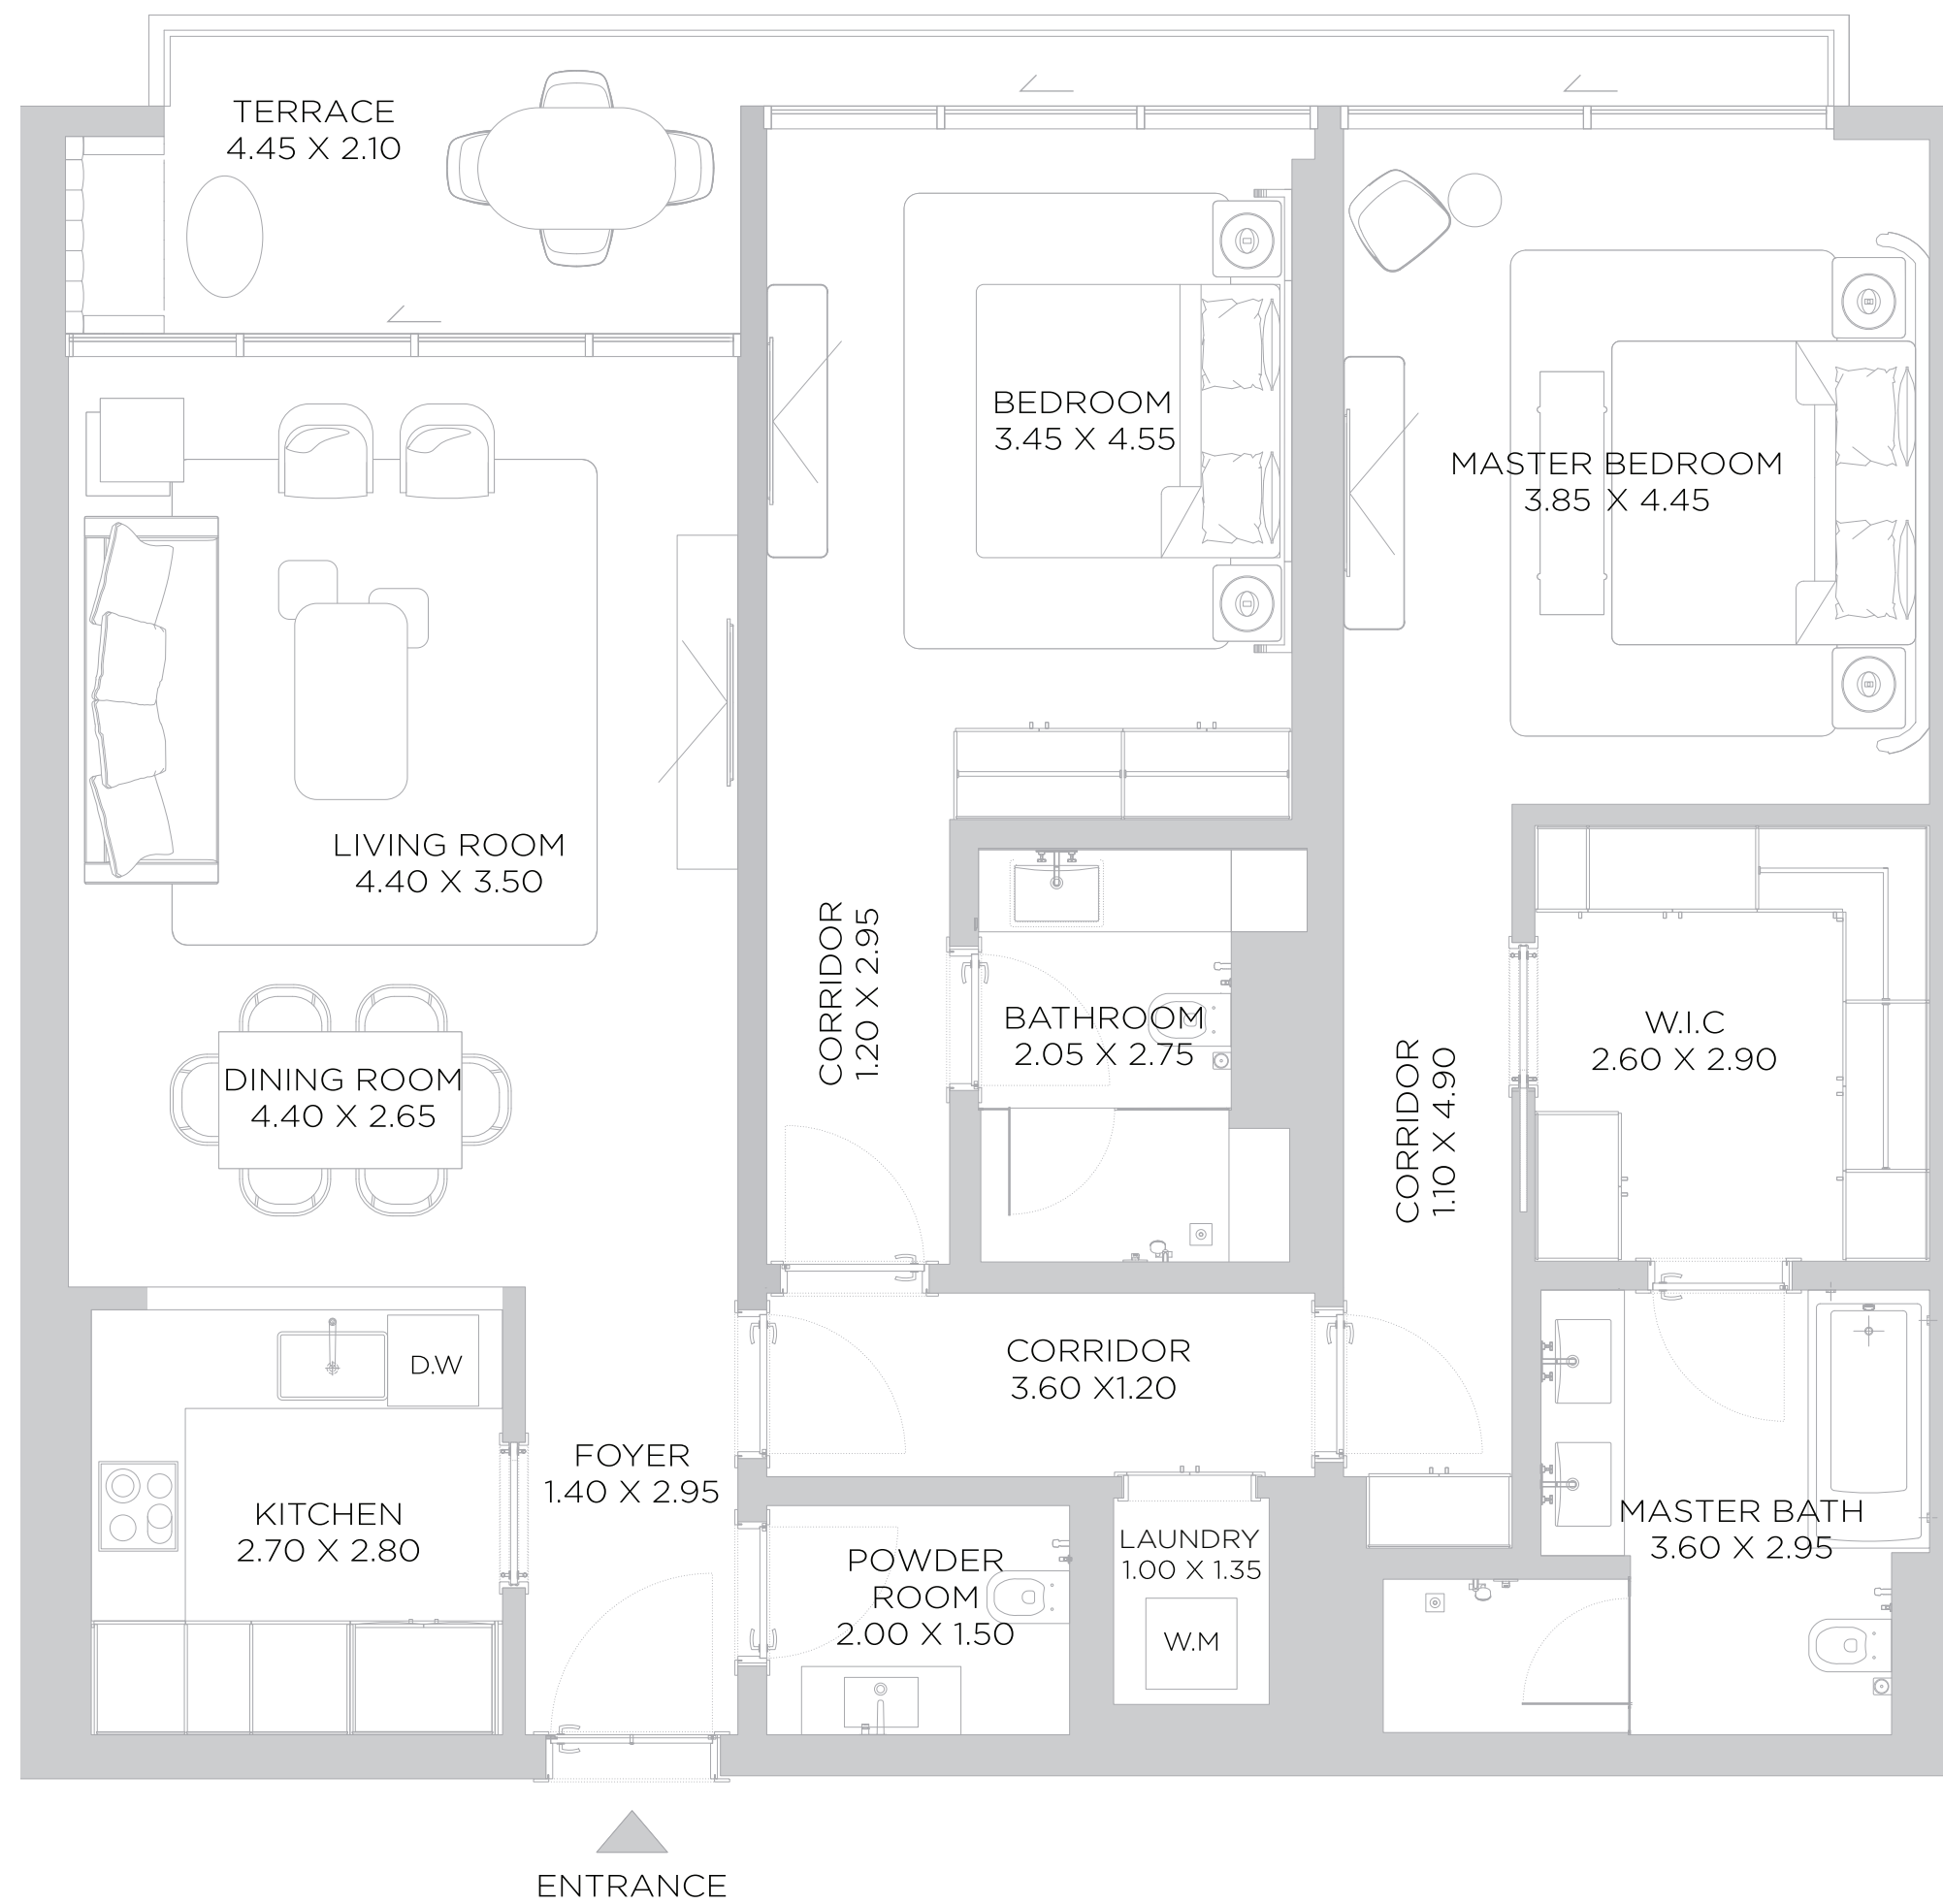 TERRACE
4.45 X 2.10
BEDROOM
3.45 X 4.55
MASTER BEDROOM
3.85 X 4.45
LIVING ROOM
4.40 X 3.50
CORRIDOR
1.20 X 2.95
BATHROOM
2.05 X 2.75
CORRIDOR
1.10 X 4.90
W.I.C
2.60 X 2.90
DINING ROOM
4.40 X 2.65
D.W
CORRIDOR
3.60 X1.20
FOYER
1.40 X 2.95
KITCHEN
2.70 X 2.80
POWDER
ROOM
2.00 X 1.50
LAUNDRY
1.00 X 1.35
W.M
MASTER BATH
3.60 X 2.95
ENTRANCE